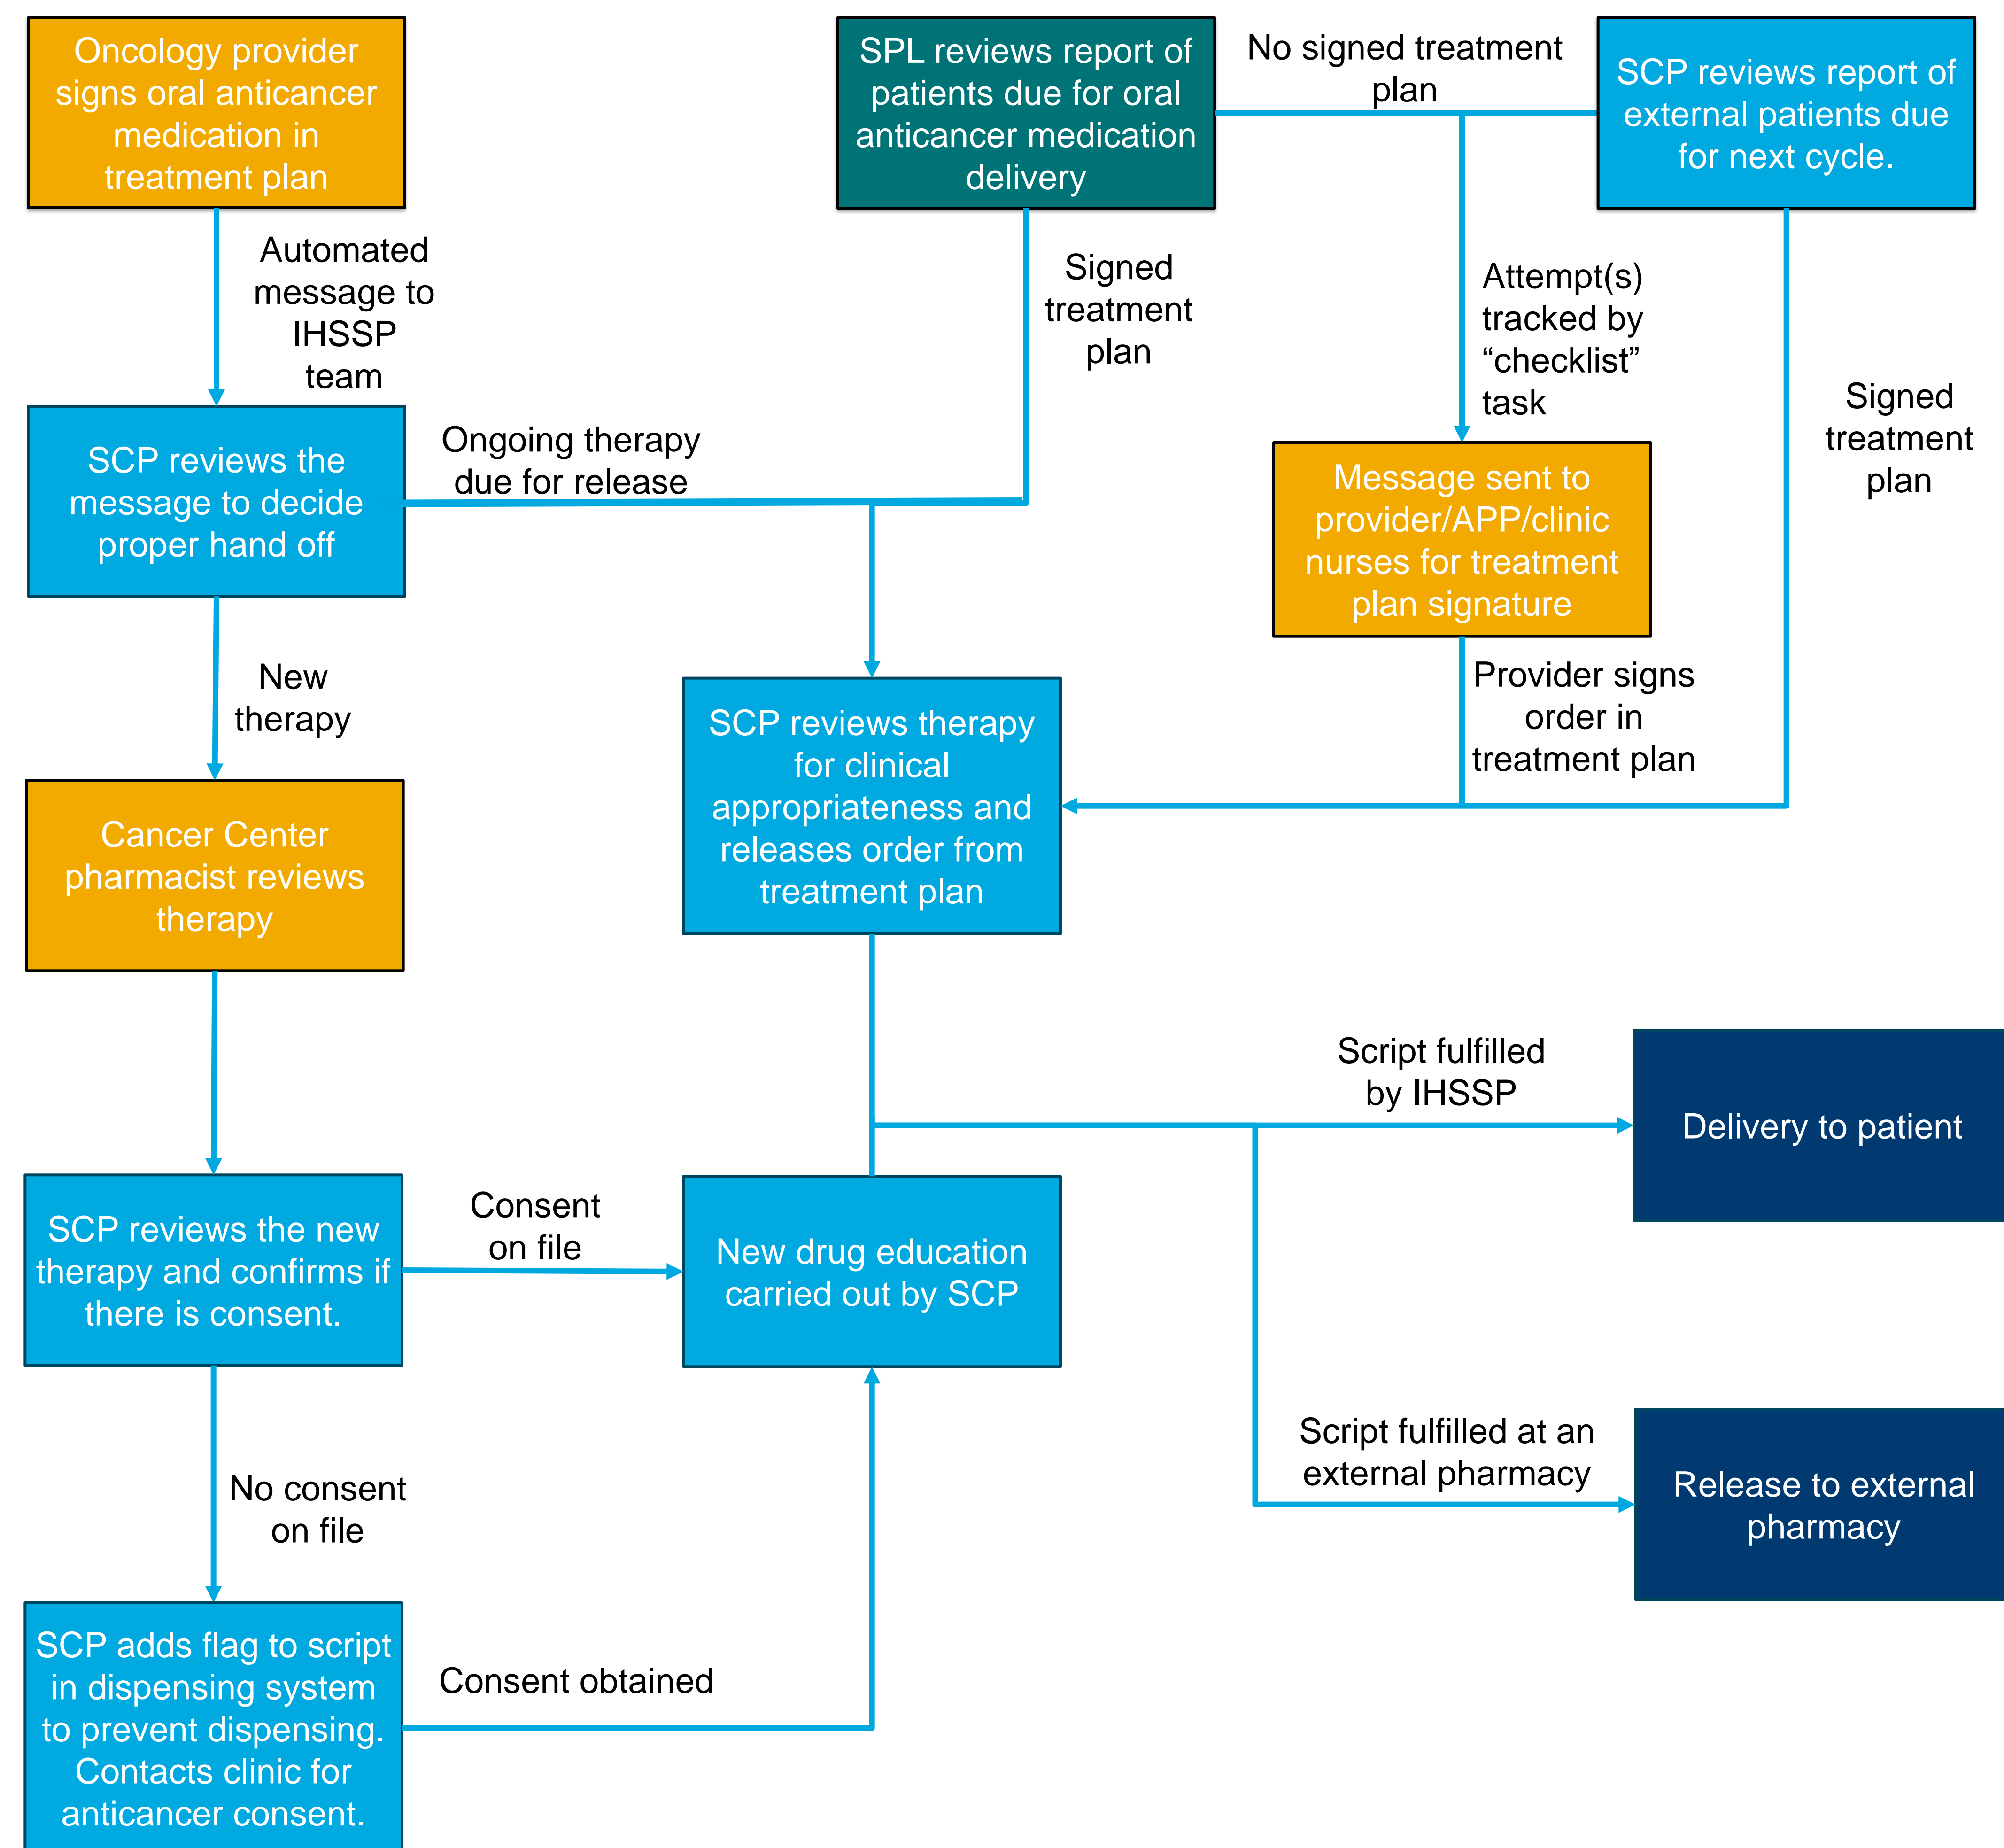 Oncology provider
signs oral anticancer
medication in
treatment plan
SPL reviews report of
patients due for oral
anticancer medication
delivery
No signed treatment
plan
SCP reviews report of
external patients due
for next cycle.
Automated
message to
IHSSP
team
Signed
treatment
plan
Attempt(s)
tracked by
“checklist”
task
Signed
treatment
plan
SCP reviews the
message to decide
proper hand off
Ongoing therapy
due for release
Message sent to
provider/APP/clinic
nurses for treatment
plan signature
New
therapy
SCP reviews therapy
for clinical
appropriateness and
releases order from
treatment plan
Provider signs
order in
treatment plan
Cancer Center
pharmacist reviews
therapy
Script fulfilled
by IHSSP
Delivery to patient
SCP reviews the new
therapy and confirms if
there is consent.
Consent
on file
New drug education
carried out by SCP
Script fulfilled at an
external pharmacy
Release to external
pharmacy
No consent
on file
SCP adds flag to script
in dispensing system
to prevent dispensing.
Contacts clinic for
anticancer consent.
Consent obtained